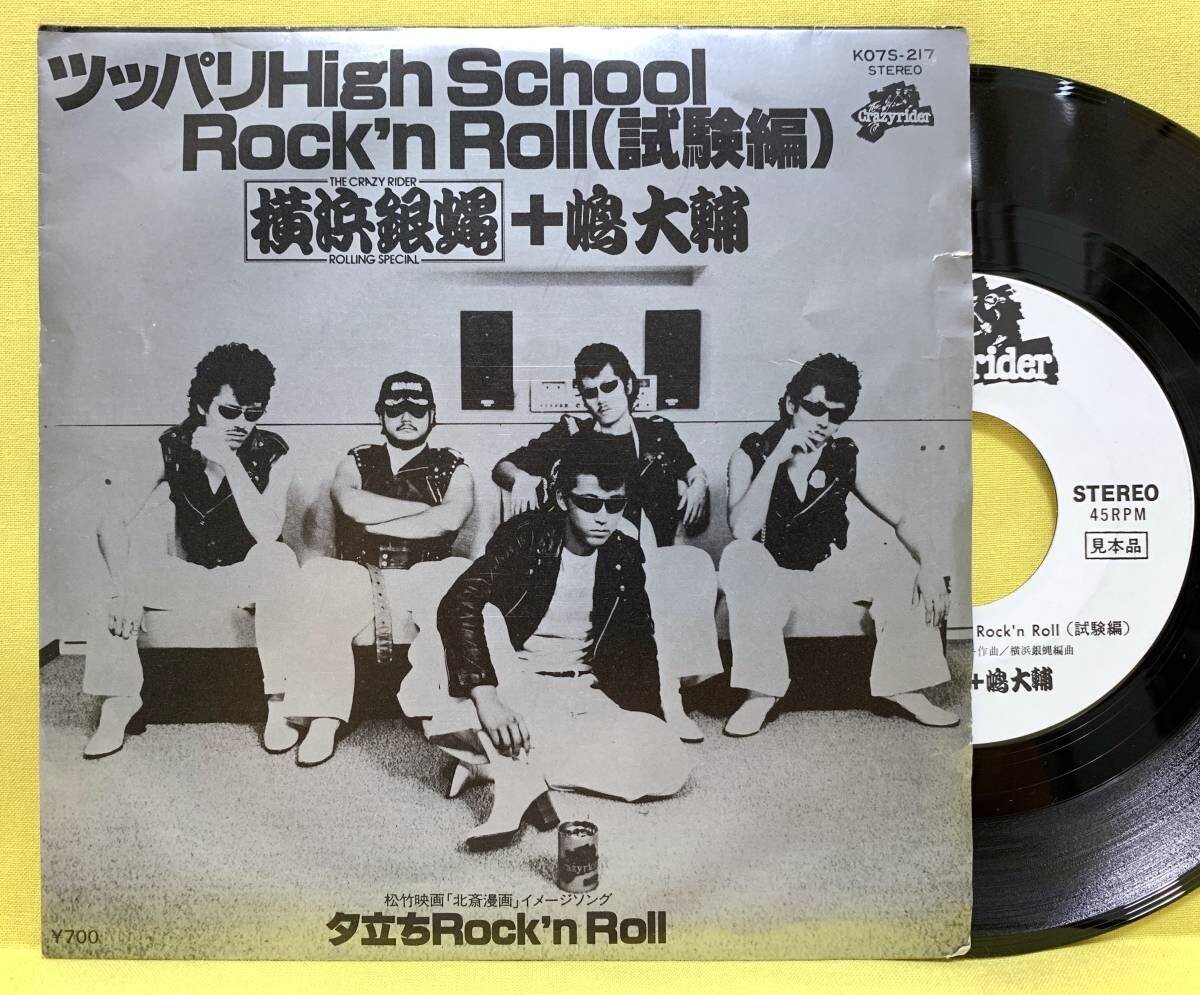 ツッパリHigh School
Rock'n Roll(試験編)
K07S-217
STEREO
Crazyrider
THE CRAZY RIDER
横浜銀蝿
ROLLING SPECIAL
+嶋大輔
松竹映画「北斎漫画」イメージソング
夕立ちRock'n Roll
¥700
rider
STEREO
45RPM
見本品
Rock'n Roll(試験編)
作曲/横浜銀蝿編曲
+嶋大輔